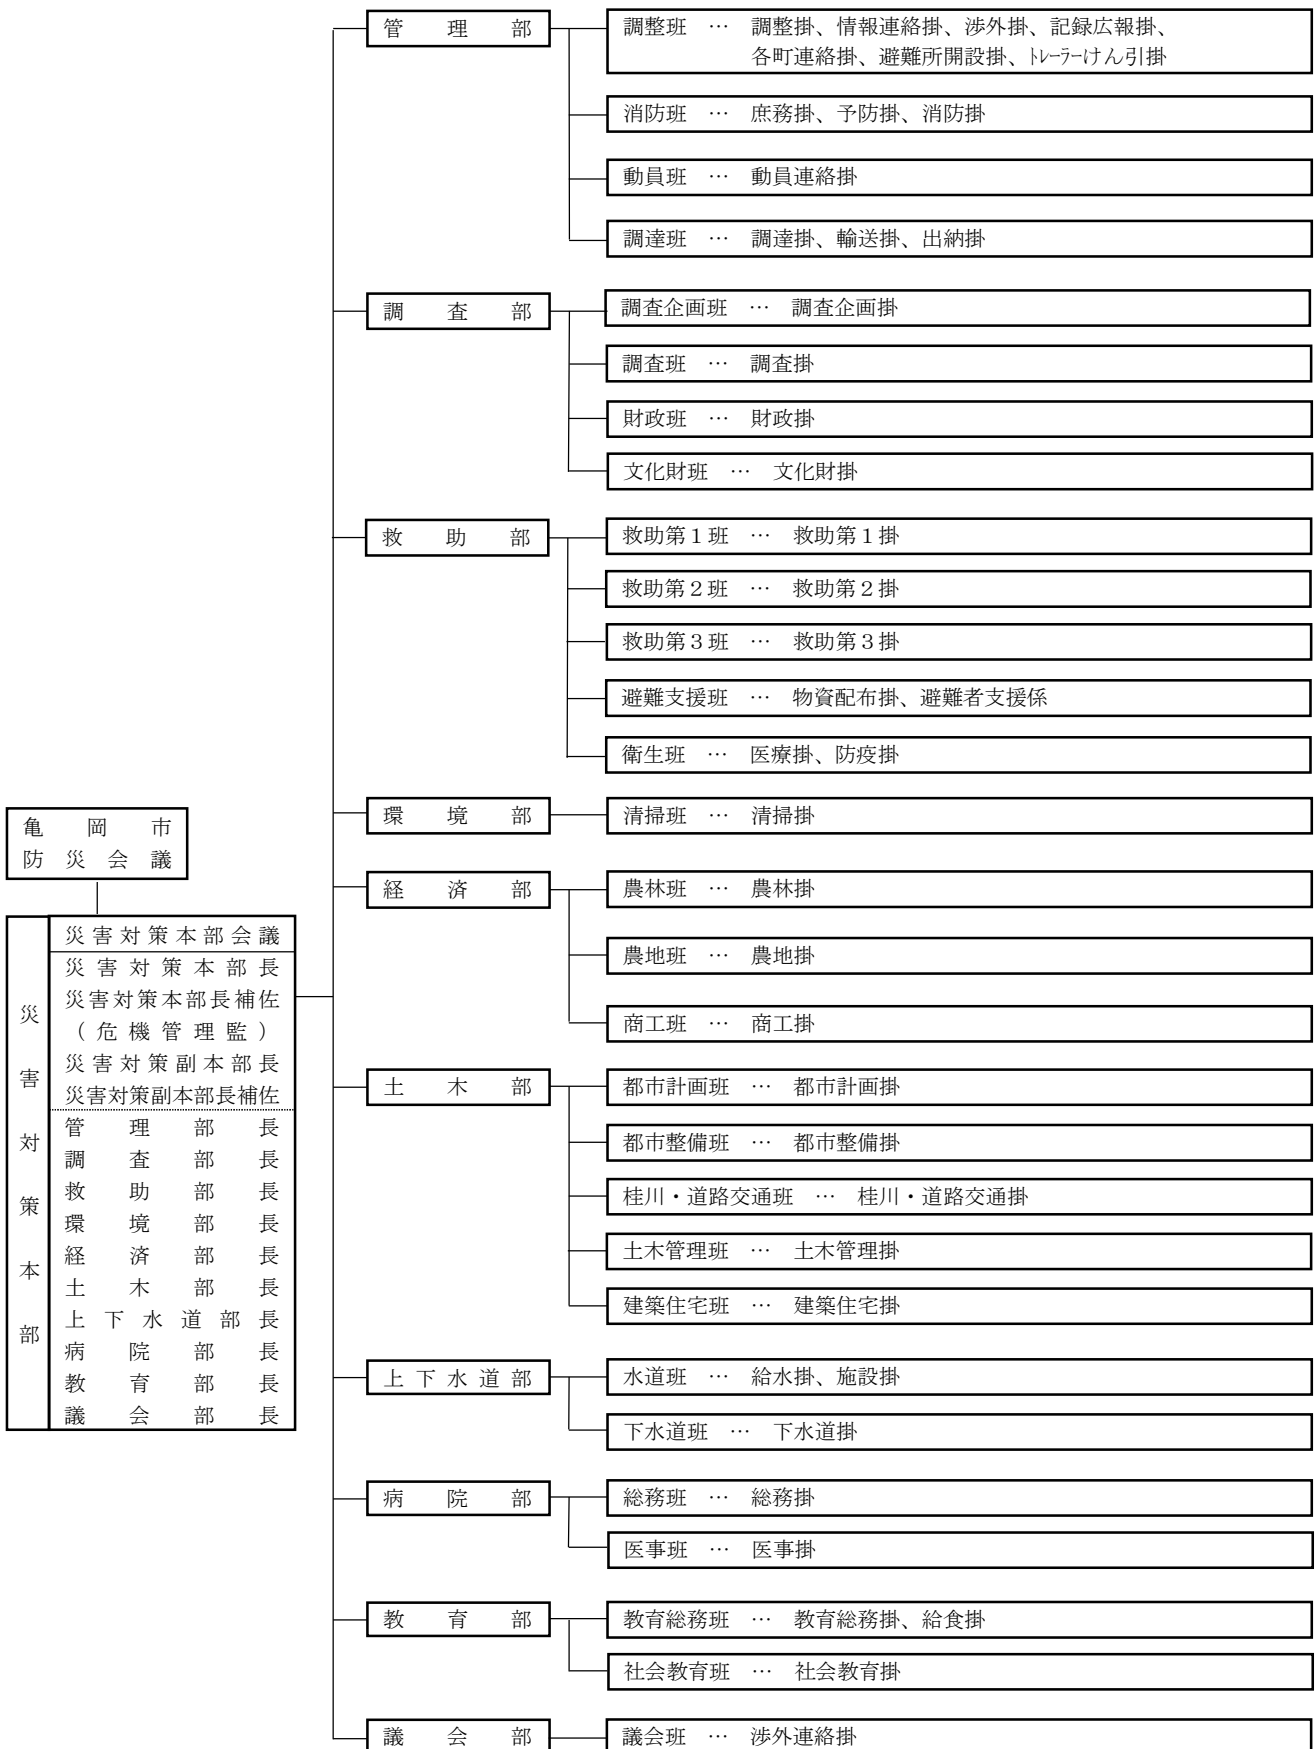 亀岡市
防災会議
災害対策本部
災害対策本部会議
災害対策本部長
災害対策本部長補佐
（危機管理監）
災害対策副本部長
災害対策副本部長補佐
管理部長
調査部長
救助部長
環境部長
経済部長
土木部長
上下水道部長
病院部長
教育部長
議会部長
管理部
調整班 … 調整掛、情報連絡掛、渉外掛、記録広報掛、
各町連絡掛、避難所開設掛、ﾄﾚｰﾗｰけん引掛
消防班 … 庶務掛、予防掛、消防掛
動員班 … 動員連絡掛
調達班 … 調達掛、輸送掛、出納掛
調査部
調査企画班 … 調査企画掛
調査班 … 調査掛
財政班 … 財政掛
文化財班 … 文化財掛
救助部
救助第１班 … 救助第１掛
救助第２班 … 救助第２掛
救助第３班 … 救助第３掛
避難支援班 … 物資配布掛、避難者支援係
衛生班 … 医療掛、防疫掛
環境部
清掃班 … 清掃掛
経済部
農林班 … 農林掛
農地班 … 農地掛
商工班 … 商工掛
土木部
都市計画班 … 都市計画掛
都市整備班 … 都市整備掛
桂川・道路交通班 … 桂川・道路交通掛
土木管理班 … 土木管理掛
建築住宅班 … 建築住宅掛
上下水道部
水道班 … 給水掛、施設掛
下水道班 … 下水道掛
病院部
総務班 … 総務掛
医事班 … 医事掛
教育部
教育総務班 … 教育総務掛、給食掛
社会教育班 … 社会教育掛
議会部
議会班 … 渉外連絡掛